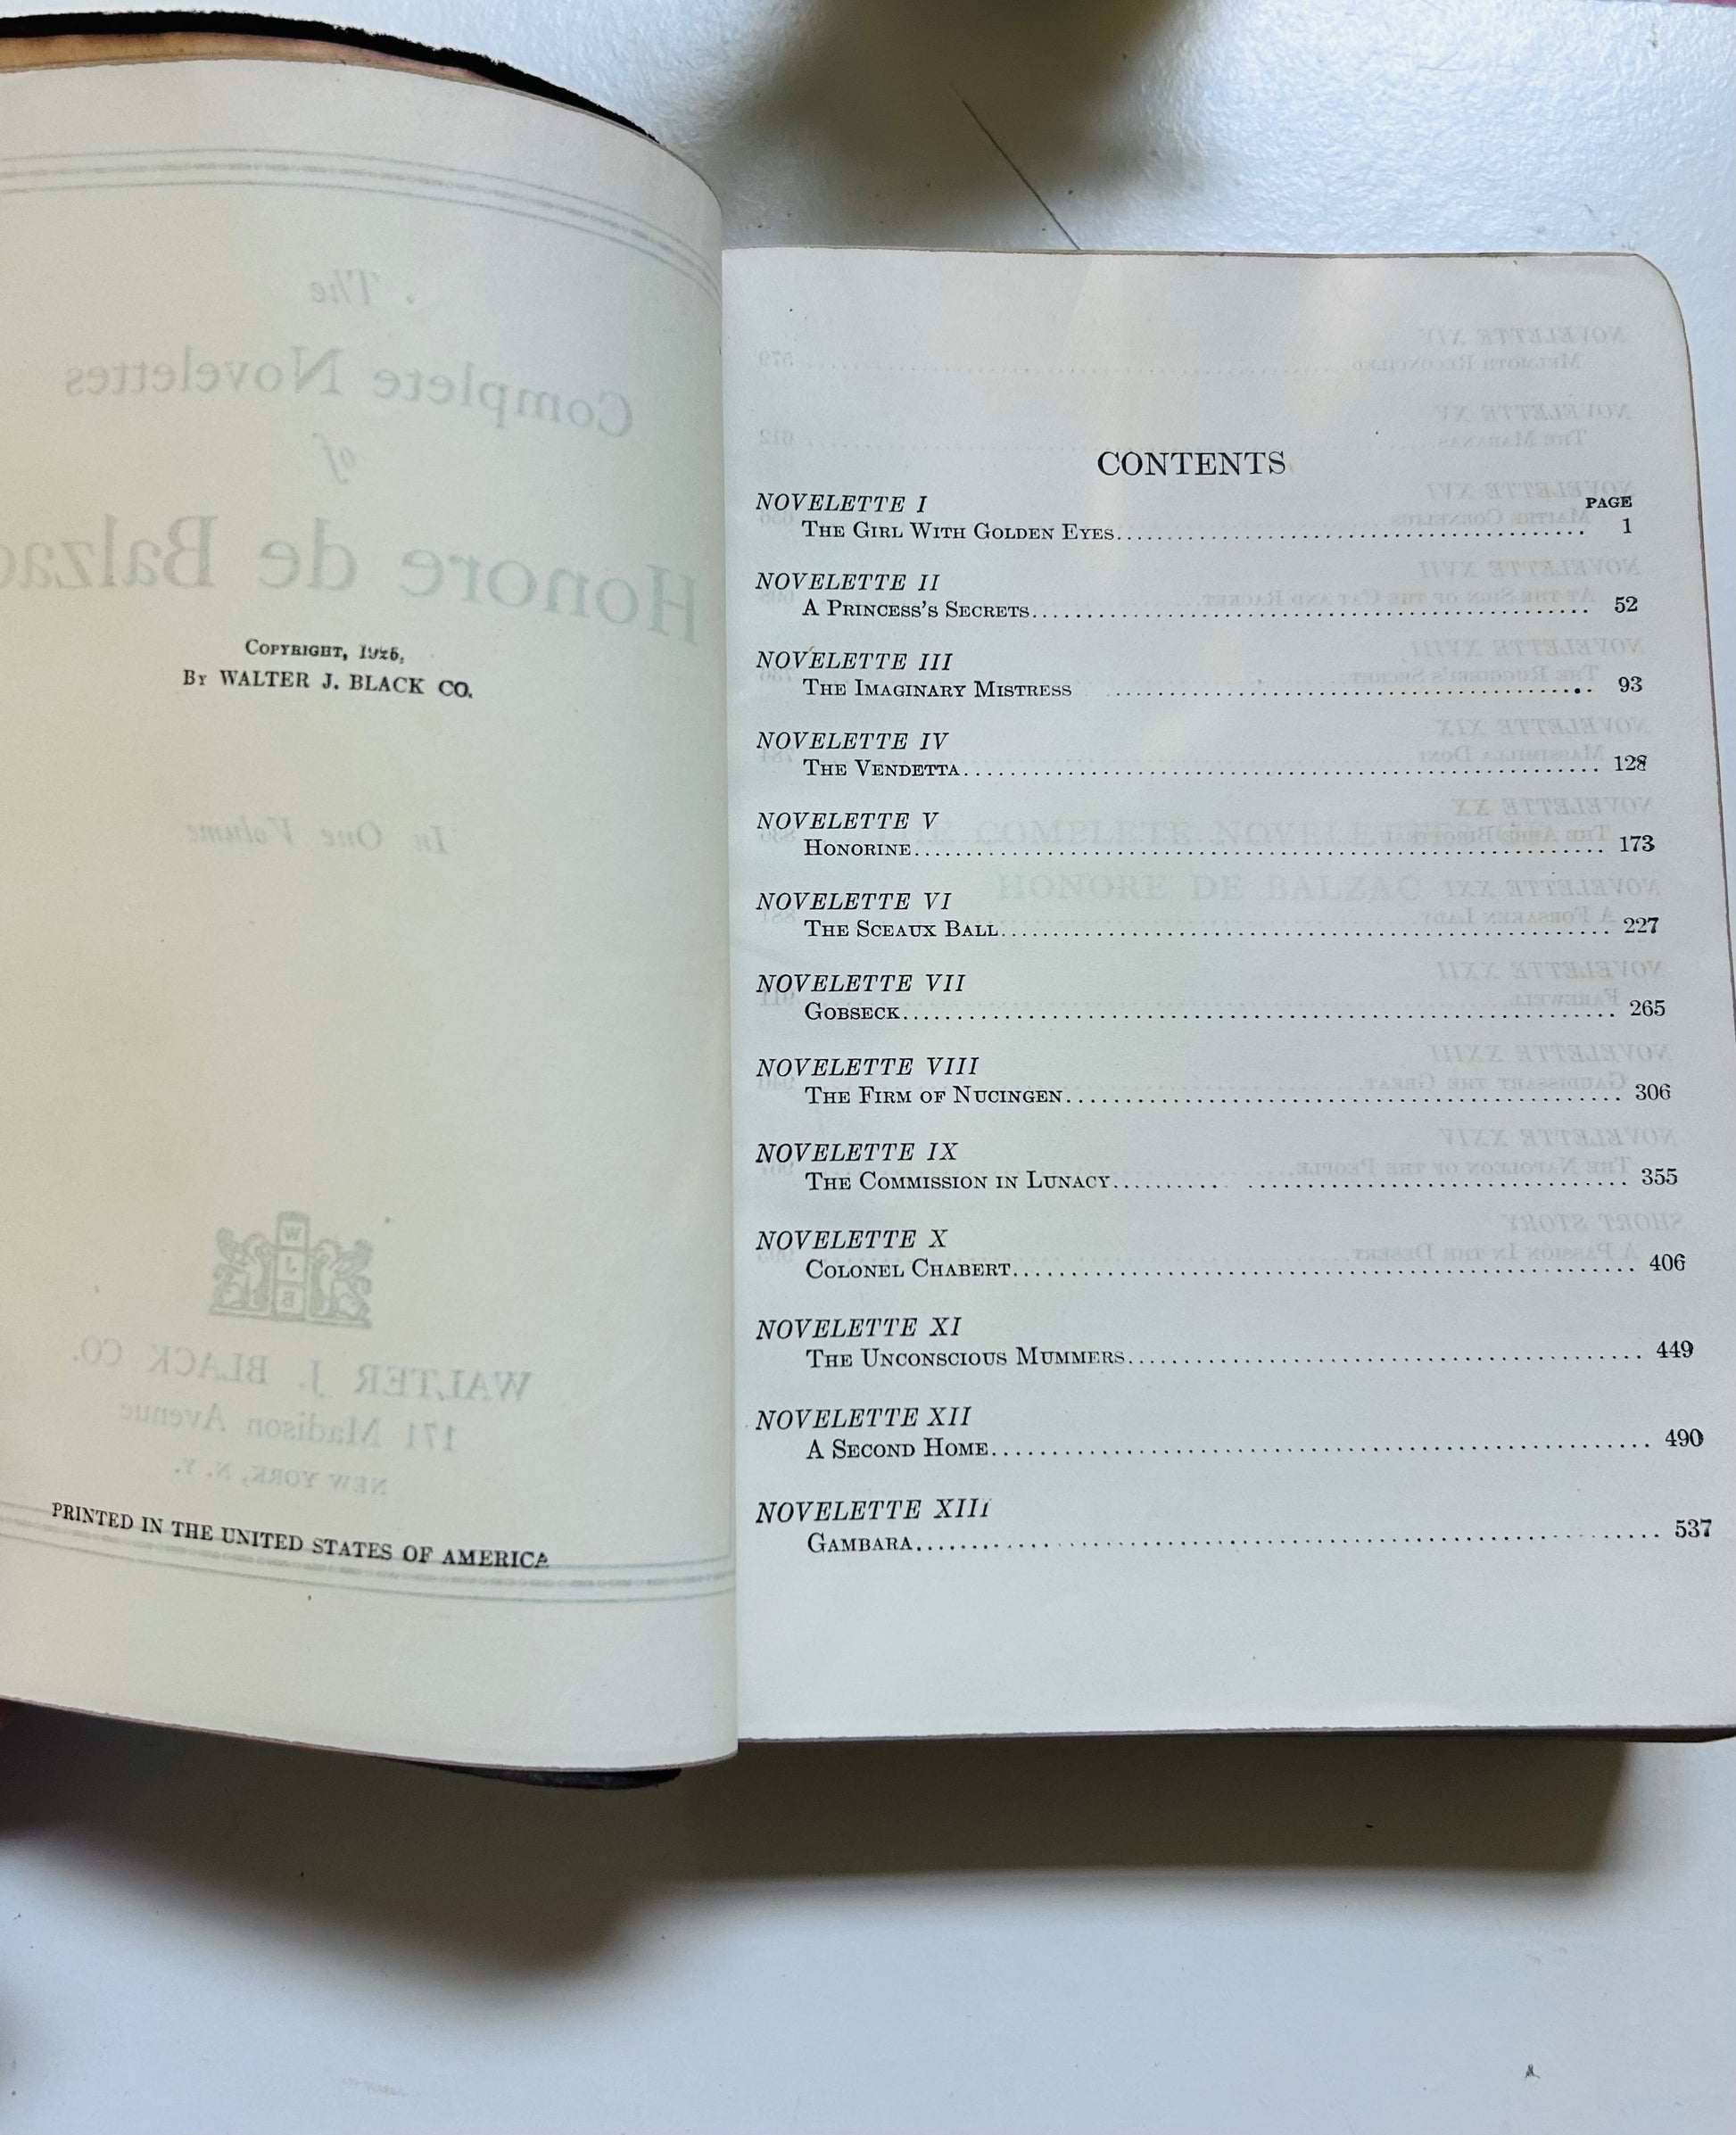 The
Complete Novelettes
of
Honore de Balzac
COPYRIGHT, 1925,
BY WALTER J. BLACK CO.
In One Volume
W
J
B
WALTER J. BLACK CO.
171 Madison Avenue
NEW YORK, N. Y.
PRINTED IN THE UNITED STATES OF AMERICA
CONTENTS
NOVELETTE I PAGE
THE GIRL WITH GOLDEN EYES 1
NOVELETTE II
A PRINCESS'S SECRETS 52
NOVELETTE III
THE IMAGINARY MISTRESS 93
NOVELETTE IV
THE VENDETTA 128
NOVELETTE V
HONORINE 173
NOVELETTE VI
THE SCEAUX BALL 227
NOVELETTE VII
GOBSECK 265
NOVELETTE VIII
THE FIRM OF NUCINGEN 306
NOVELETTE IX
THE COMMISSION IN LUNACY 355
NOVELETTE X
COLONEL CHABERT 406
NOVELETTE XI
THE UNCONSCIOUS MUMMERS 449
NOVELETTE XII
A SECOND HOME 490
NOVELETTE XIII
GAMBARA 537